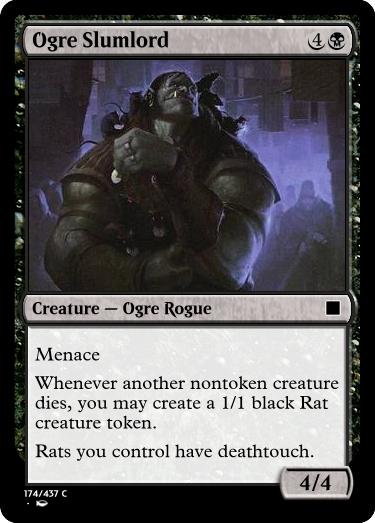 Ogre Slumlord 4
Creature — Ogre Rogue
Menace
Whenever another nontoken creature
dies, you may create a 1/1 black Rat
creature token.
Rats you control have deathtouch.
4/4
174/437 C